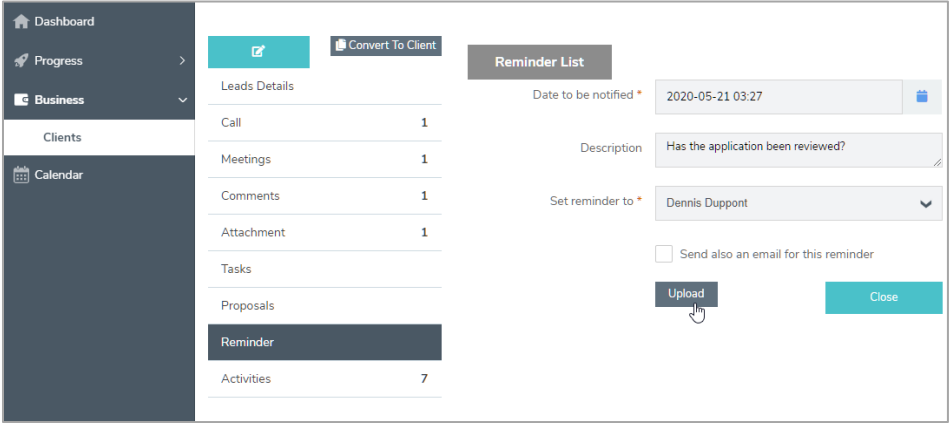 Dashboard
Progress
Business
Clients
Calendar
Convert To Client
Leads Details
Call 1
Meetings 1
Comments 1
Attachment 1
Tasks
Proposals
Reminder
Activities 7
Reminder List
Date to be notified * 2020-05-21 03:27
Description Has the application been reviewed?
Set reminder to * Dennis Duppont
Send also an email for this reminder
Upload Close